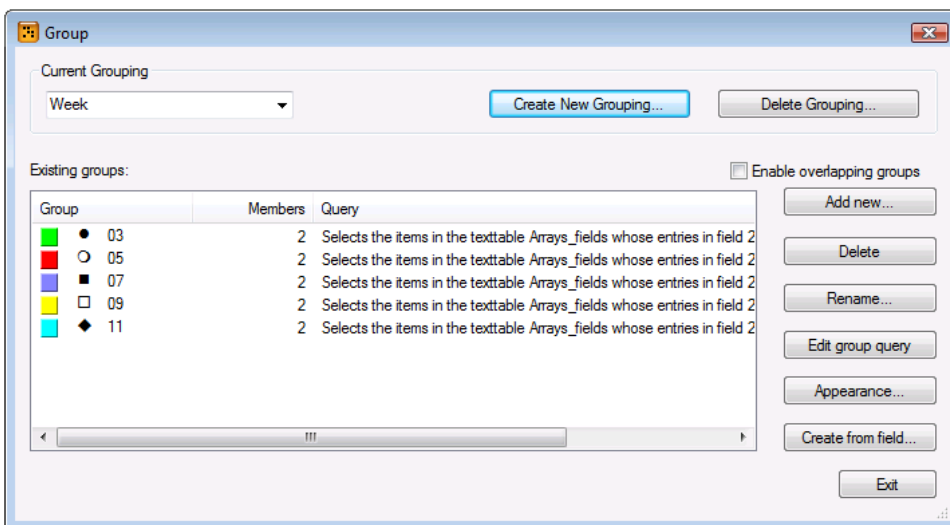 Group
Current Grouping
Week
Create New Grouping...
Delete Grouping...
Existing groups:
Enable overlapping groups
Group Members Query
03 2 Selects the items in the texttable Arrays_fields whose entries in field 2
05 2 Selects the items in the texttable Arrays_fields whose entries in field 2
07 2 Selects the items in the texttable Arrays_fields whose entries in field 2
09 2 Selects the items in the texttable Arrays_fields whose entries in field 2
11 2 Selects the items in the texttable Arrays_fields whose entries in field 2
Add new...
Delete
Rename...
Edit group query
Appearance...
Create from field...
Exit